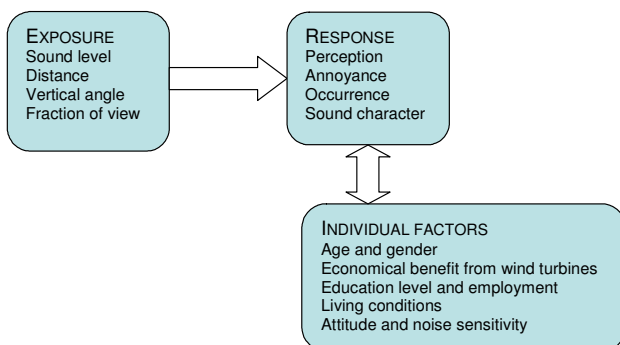 EXPOSURE
Sound level
Distance
Vertical angle
Fraction of view
RESPONSE
Perception
Annoyance
Occurrence
Sound character
INDIVIDUAL FACTORS
Age and gender
Economical benefit from wind turbines
Education level and employment
Living conditions
Attitude and noise sensitivity